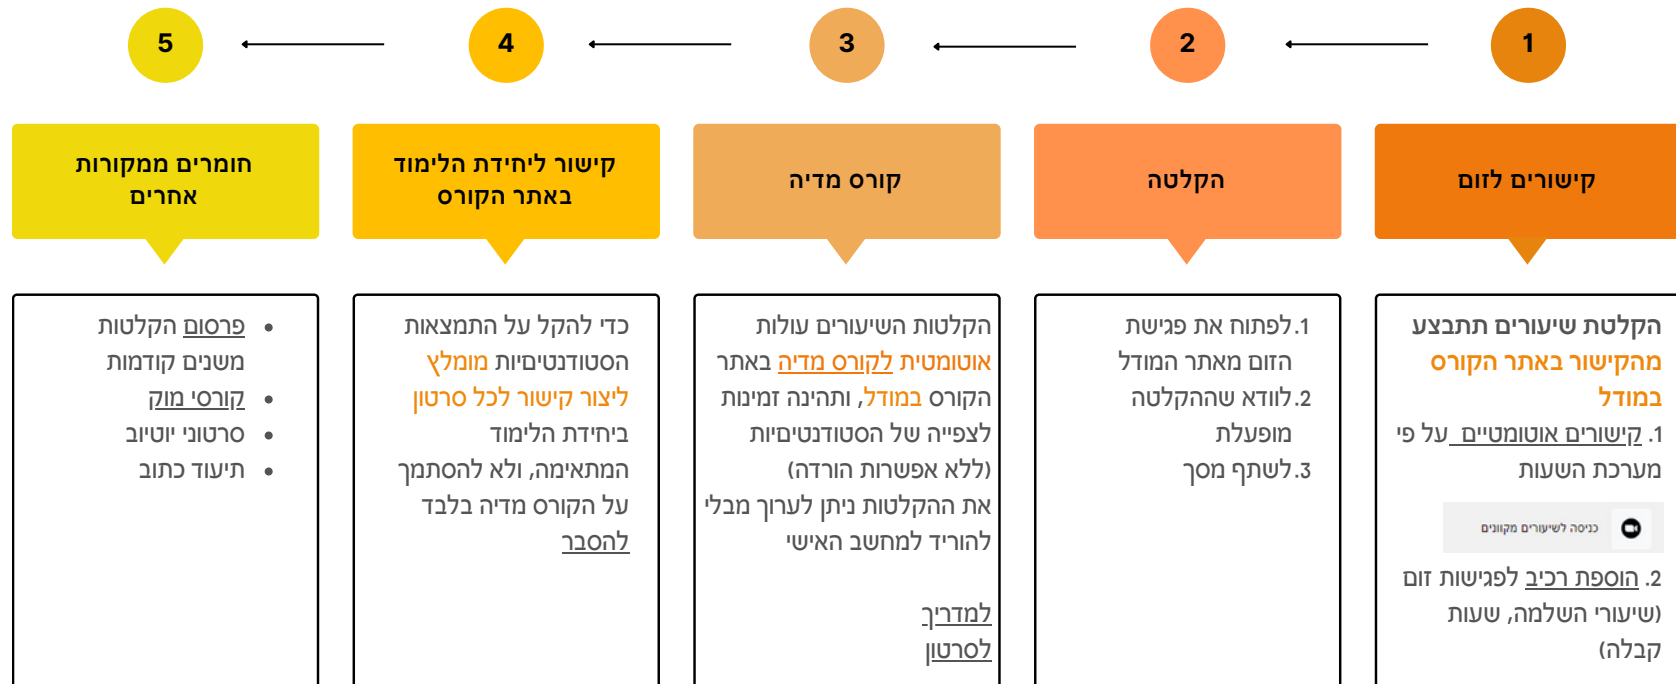 1
2
3
4
5
קישורים לזום
הקלטה
קורס מדיה
קישור ליחידת הלימוד
באתר הקורס
חומרים ממקורות
אחרים
הקלטת שיעורים תתבצע
מהקישור באתר הקורס
במודל
1. קישורים אוטומטיים על פי
מערכת השעות
כניסה לשיעורים מקוונים
2. הוספת רכיב לפגישות זום
(שיעורי השלמה, שעות
קבלה)
1. לפתוח את פגישת
הזום מאתר המודל
2. לוודא שההקלטה
מופעלת
3. לשתף מסך
הקלטות השיעורים עולות
אוטומטית לקורס מדיה באתר
הקורס במודל, ותהינה זמינות
לצפייה של הסטודנטיםיות
(ללא אפשרות הורדה)
את ההקלטות ניתן לערוך מבלי
להוריד למחשב האישי
למדריך
לסרטון
כדי להקל על התמצאות
הסטודנטיםיות מומלץ
ליצור קישור לכל סרטון
ביחידת הלימוד
המתאימה, ולא להסתמך
על הקורס מדיה בלבד
להסבר
• פרסום הקלטות
משנים קודמות
• קורסי מוק
• סרטוני יוטיוב
• תיעוד כתוב